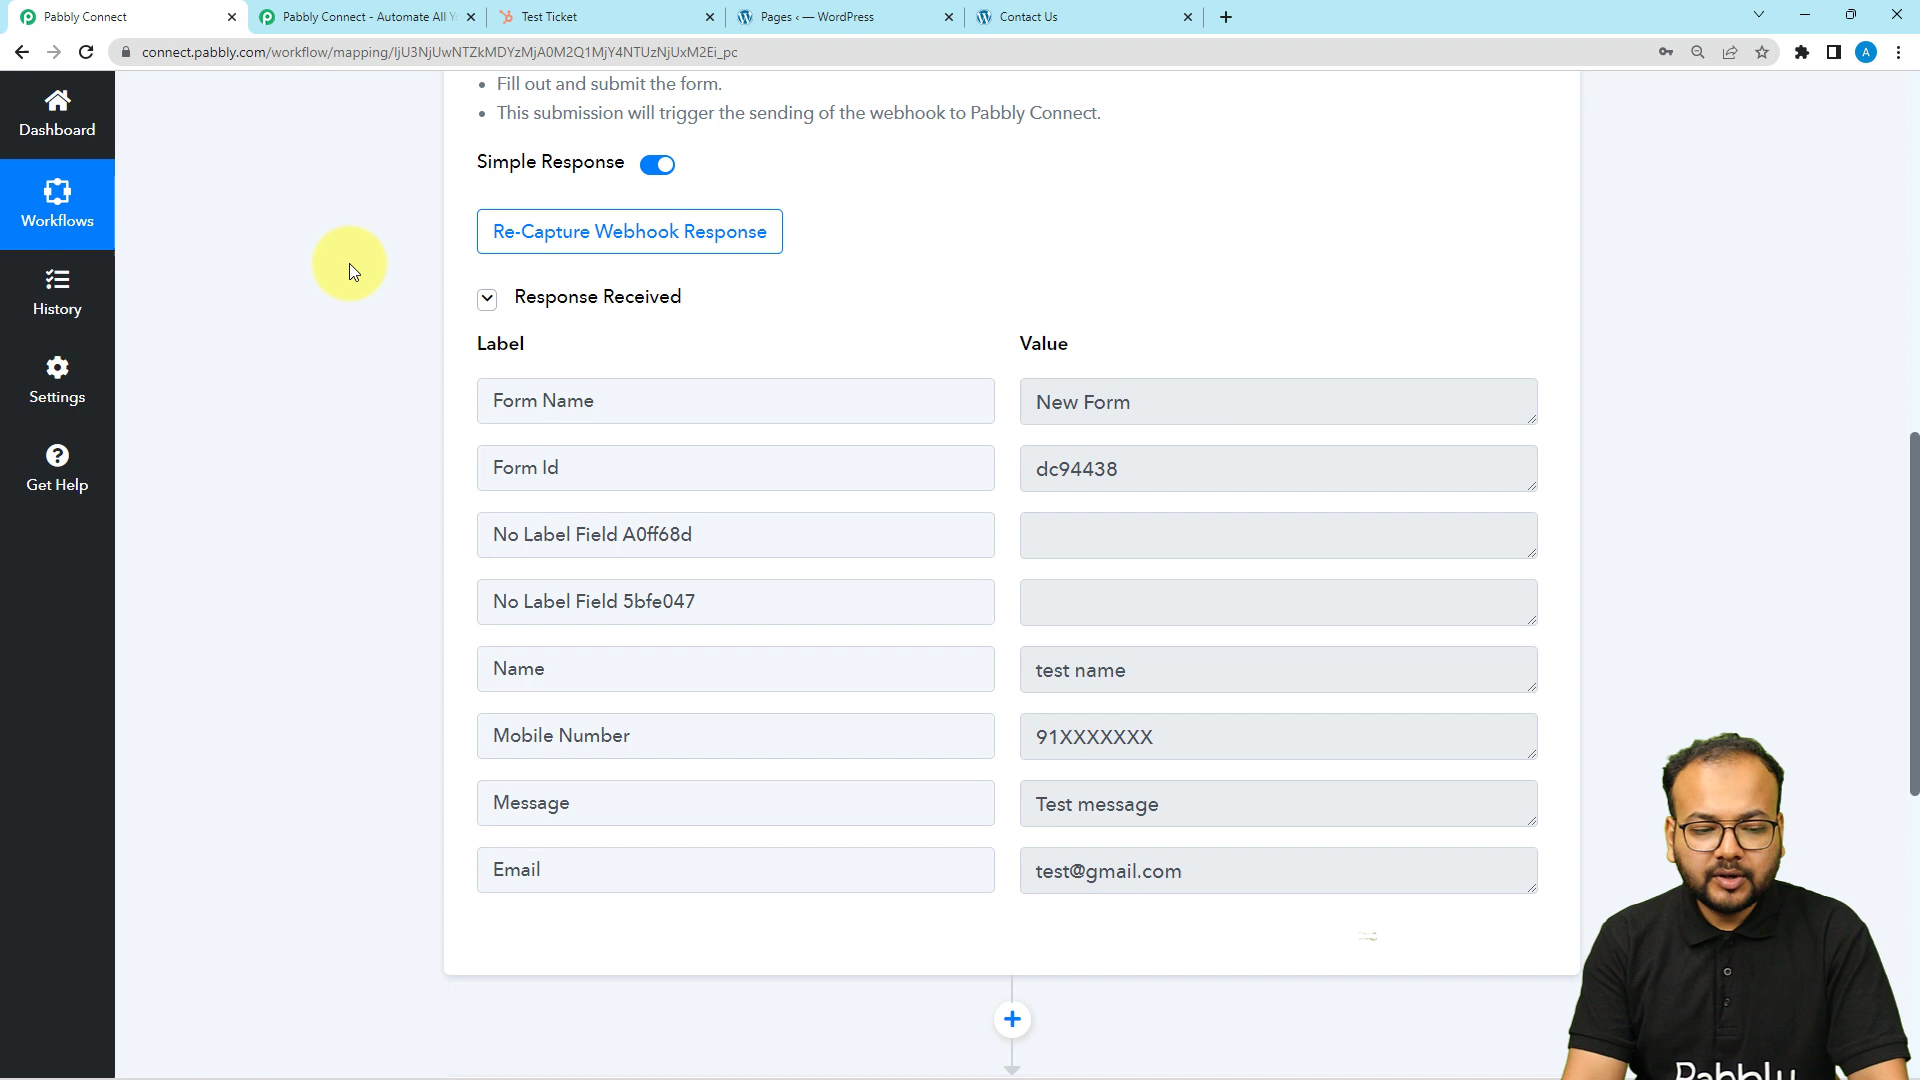 Pabbly Connect
Pabbly Connect - Automate All Y
Test Ticket
Pages ‹ — WordPress
Contact Us
connect.pabbly.com/workflow/mapping/IjU3NjUwNTZkMDYzMjA0M2Q1MjY4NTUzNjUxM2Ei_pc
A
Dashboard
Workflows
History
Settings
Get Help
Fill out and submit the form.
This submission will trigger the sending of the webhook to Pabbly Connect.
Simple Response
Re-Capture Webhook Response
Response Received
Label Value
Form Name New Form
Form Id dc94438
No Label Field A0ff68d
No Label Field 5bfe047
Name test name
Mobile Number 91XXXXXXX
Message Test message
Email test@gmail.com
Pabbly